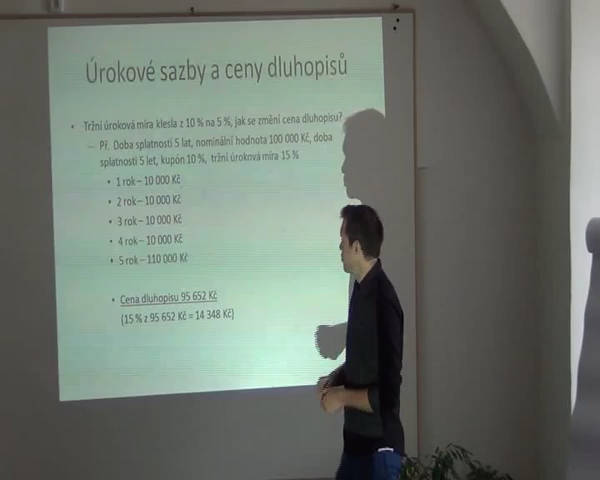 Úrokové sazby a ceny dluhopisů
• Tržní úroková míra klesla z 10 % na 5 %, jak se změní cena dluhopisu?
– Př. Doba splatnosti 5 lat, nominální hodnota 100 000 Kč, doba
splatnosti 5 let, kupón 10 %, tržní úroková míra 15 %
• 1 rok – 10 000 Kč
• 2 rok – 10 000 Kč
• 3 rok – 10 000 Kč
• 4 rok – 10 000 Kč
• 5 rok – 110 000 Kč
• Cena dluhopisu 95 652 Kč
(15 % z 95 652 Kč = 14 348 Kč)